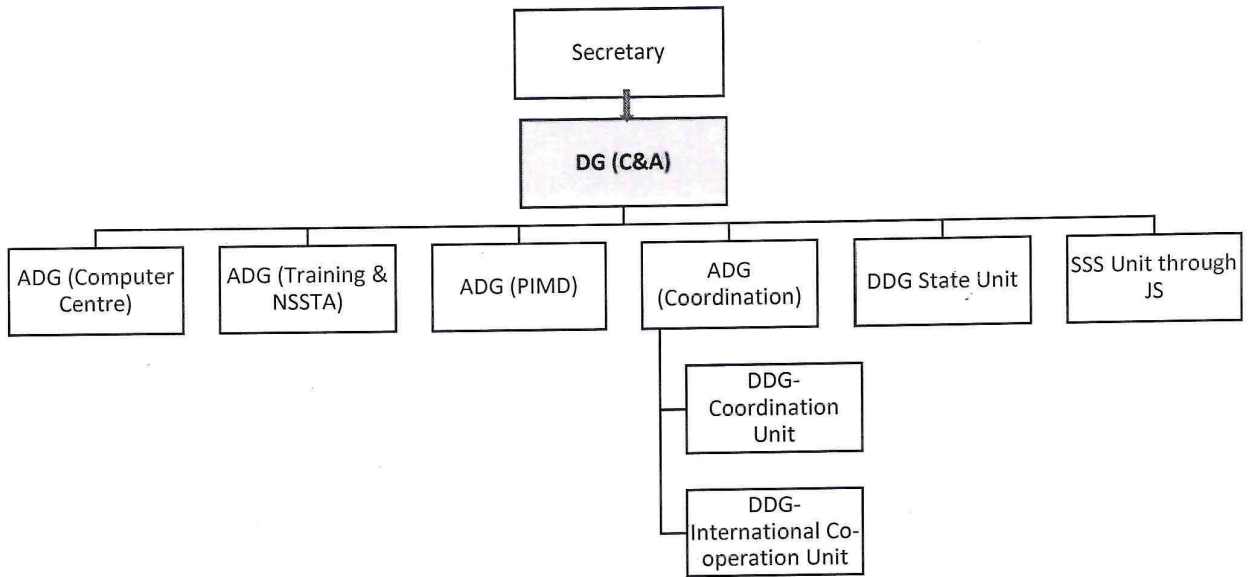 Secretary
DG (C&A)
ADG (Computer
Centre)
ADG (Training &
NSSTA)
ADG (PIMD)
ADG
(Coordination)
DDG State Unit
SSS Unit through
JS
DDG-
Coordination
Unit
DDG-
International Co-
operation Unit